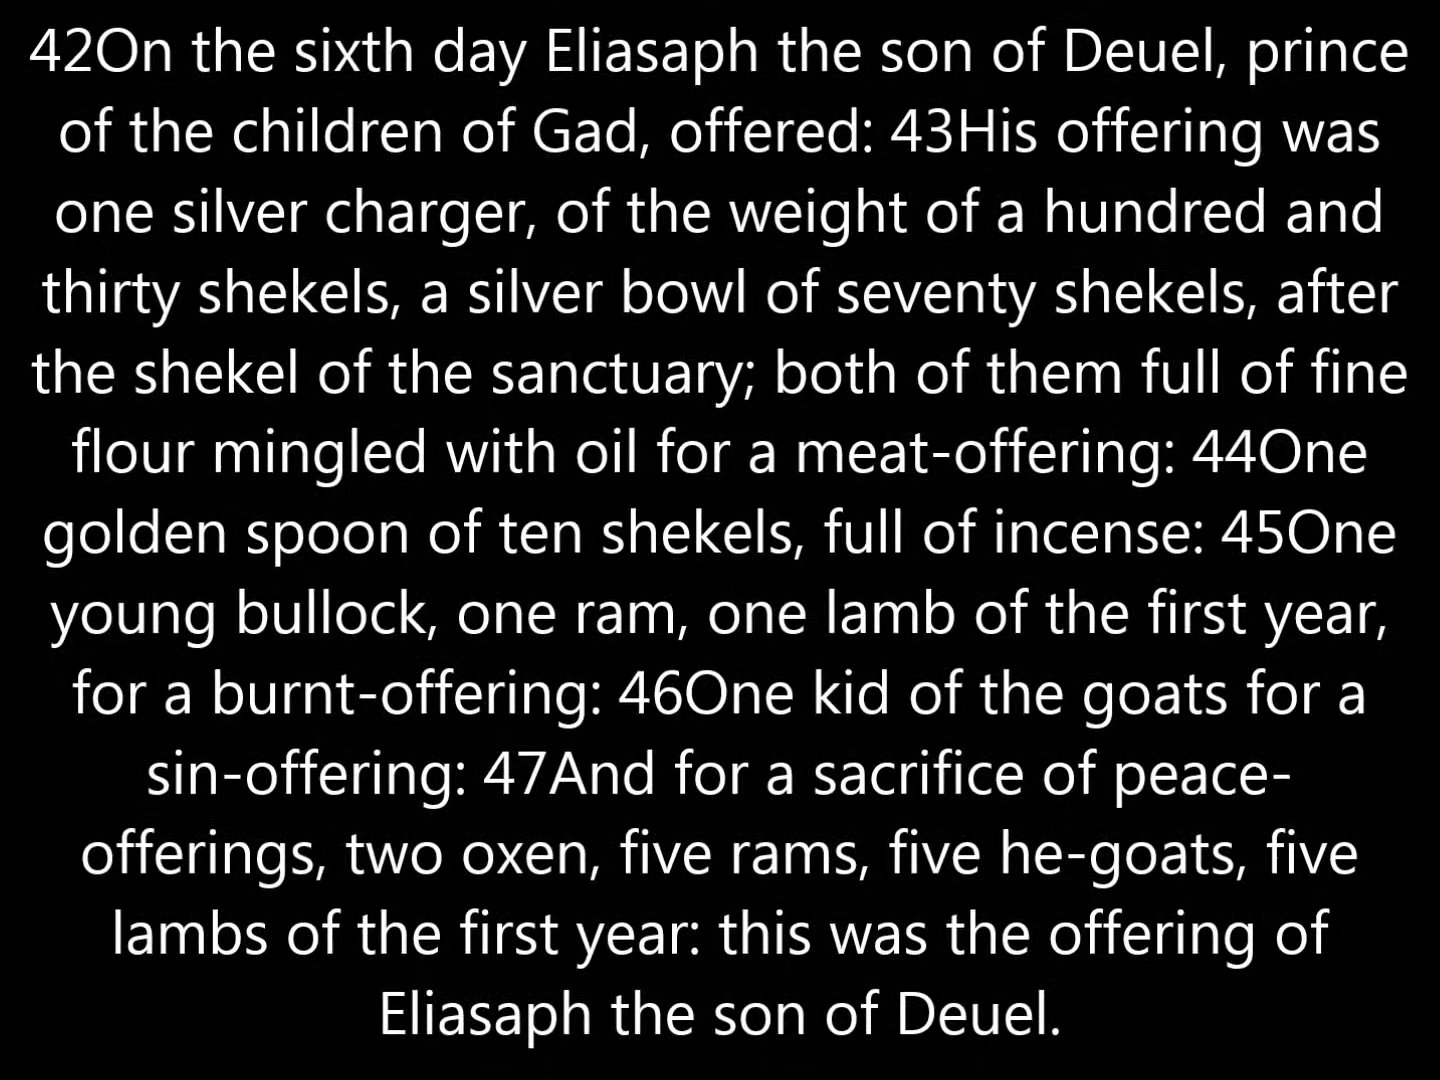 42On the sixth day Eliasaph the son of Deuel, prince
of the children of Gad, offered: 43His offering was
one silver charger, of the weight of a hundred and
thirty shekels, a silver bowl of seventy shekels, after
the shekel of the sanctuary; both of them full of fine
flour mingled with oil for a meat-offering: 44One
golden spoon of ten shekels, full of incense: 45One
young bullock, one ram, one lamb of the first year,
for a burnt-offering: 46One kid of the goats for a
sin-offering: 47And for a sacrifice of peace-
offerings, two oxen, five rams, five he-goats, five
lambs of the first year: this was the offering of
Eliasaph the son of Deuel.